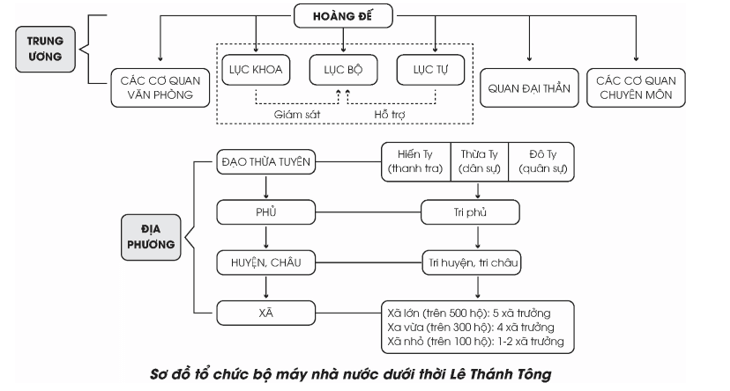 HOÀNG ĐẾ
TRUNG
ƯƠNG
CÁC CƠ QUAN
VĂN PHÒNG
LỤC KHOA
LỤC BỘ
LỤC TỰ
QUAN ĐẠI THẦN
CÁC CƠ QUAN
CHUYÊN MÔN
Giám sát
Hỗ trợ
ĐỊA
PHƯƠNG
ĐẠO THỪA TUYÊN
Hiến Ty
(thanh tra)
Thừa Ty
(dân sự)
Đô Ty
(quân sự)
PHỦ
Tri phủ
HUYỆN, CHÂU
Tri huyện, tri châu
XÃ
Xã lớn (trên 500 hộ): 5 xã trưởng
Xa vừa (trên 300 hộ): 4 xã trưởng
Xã nhỏ (trên 100 hộ): 1-2 xã trưởng
Sơ đồ tổ chức bộ máy nhà nước dưới thời Lê Thánh Tông